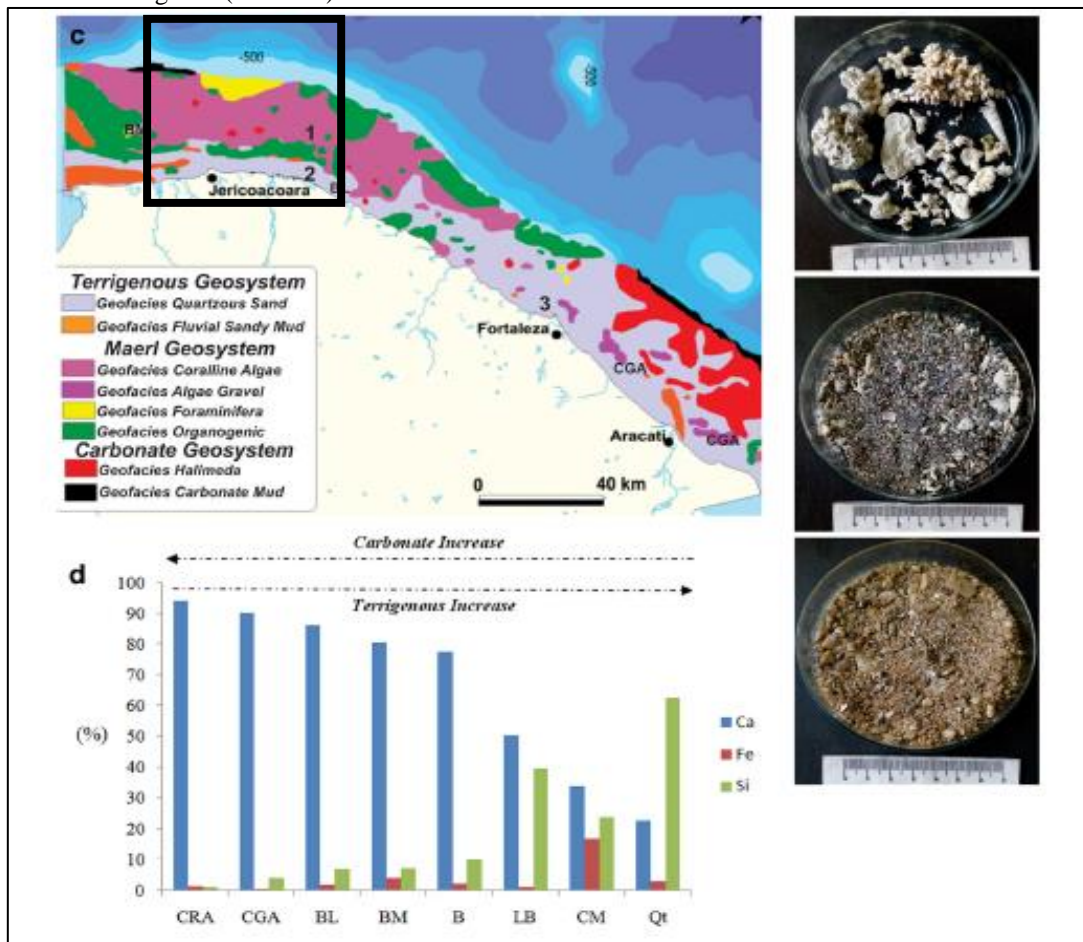 c
-500
-500
BM
1
2
Jericoacoara
Terrigenous Geosystem
Geofacies Quartzous Sand
Geofacies Fluvial Sandy Mud
Maerl Geosystem
Geofacies Coralline Algae
Geofacies Algae Gravel
Geofacies Foraminifera
Geofacies Organogenic
Carbonate Geosystem
Geofacies Halimeda
Geofacies Carbonate Mud
3
Fortaleza
CGA
Aracati
CGA
0 40 km
d
Carbonate Increase
Terrigenous Increase
100
90
80
70
60
50
40
30
20
10
0
(%)
Ca
Fe
Si
CRA CGA BL BM B LB CM Qt